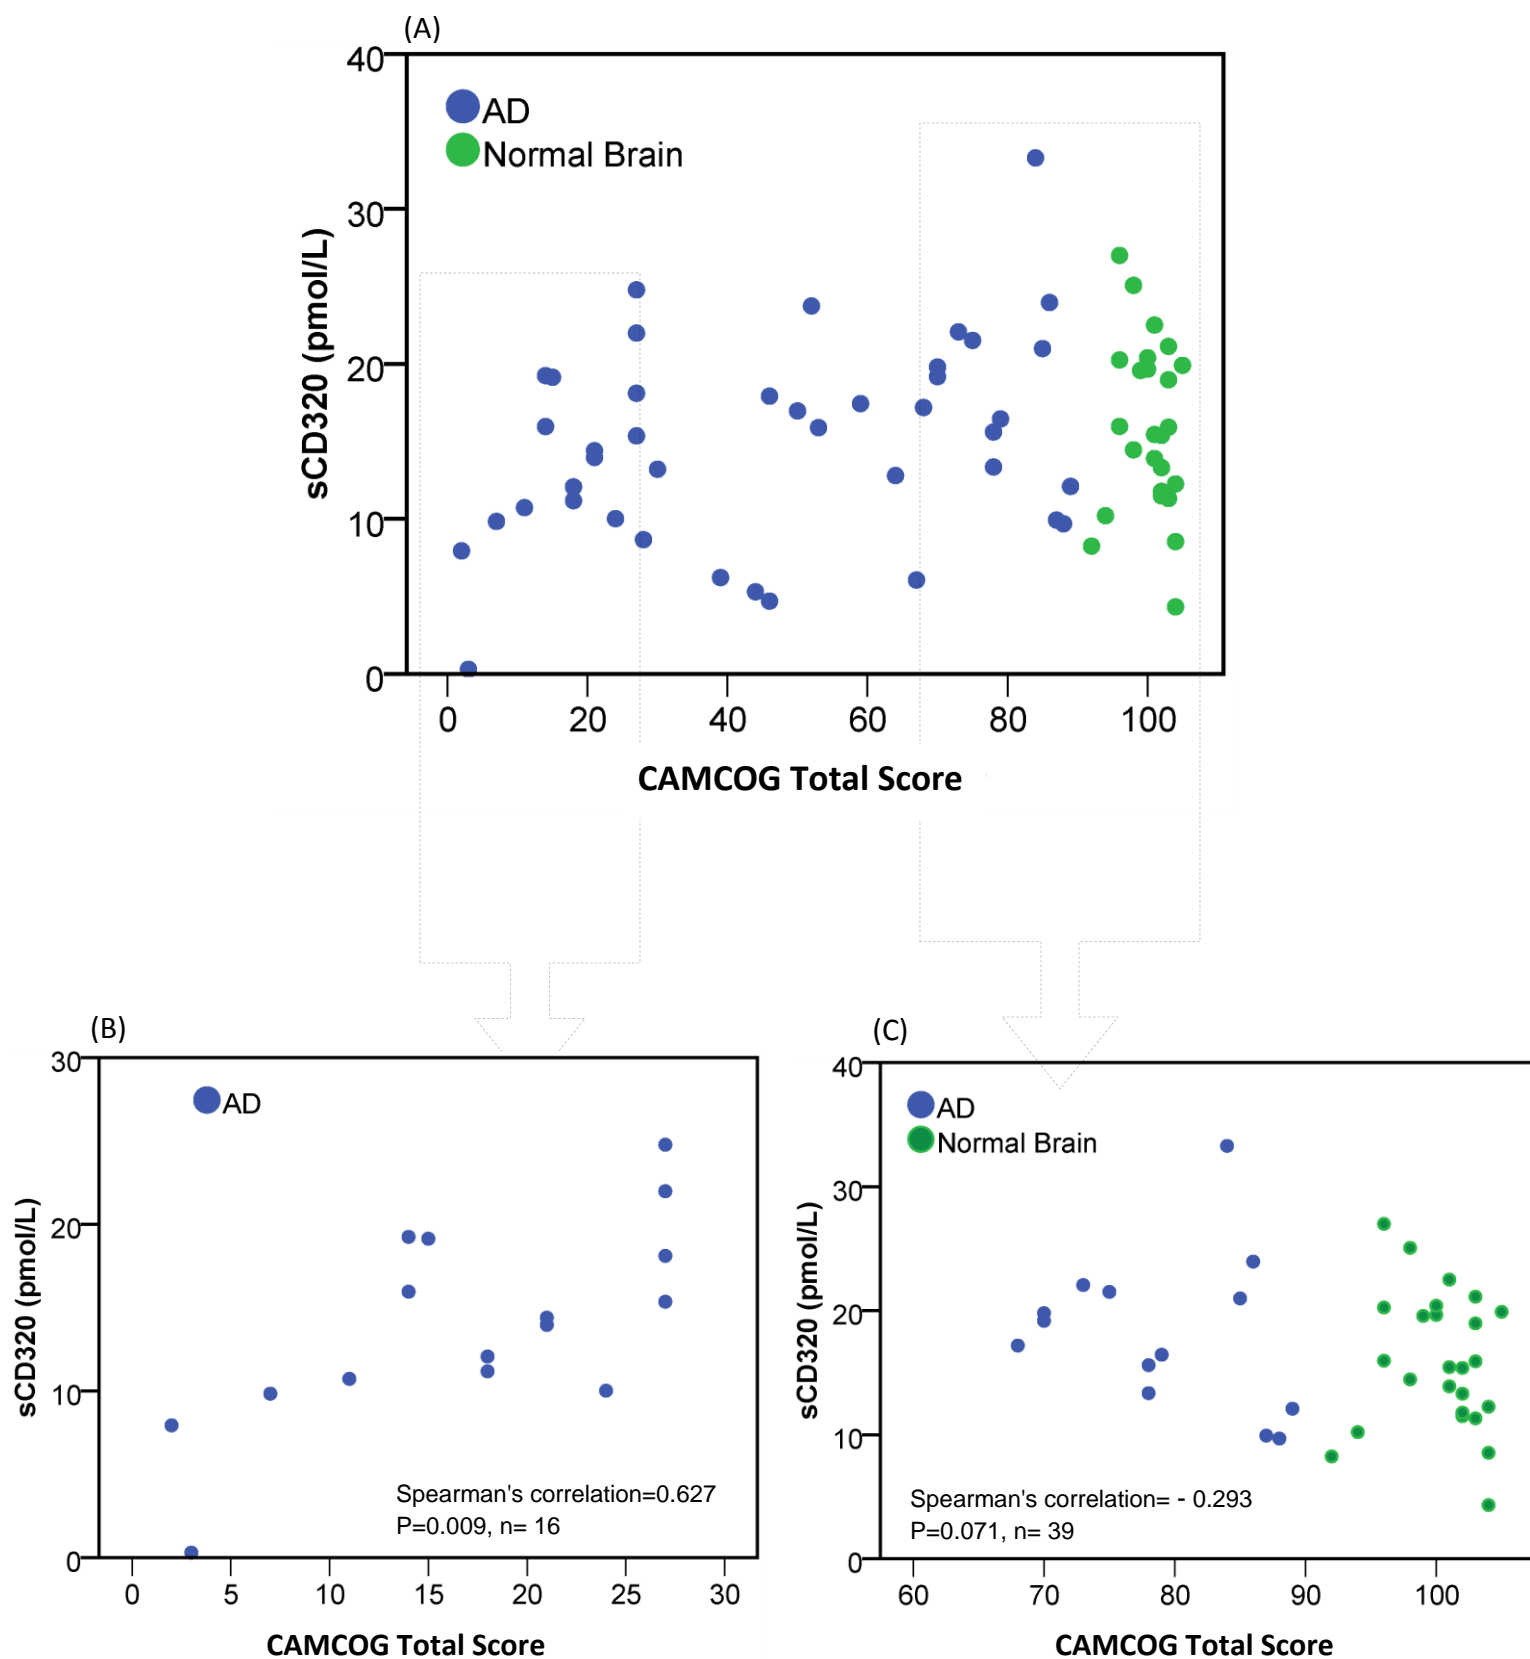 (A)
40
30
20
10
0
sCD320 (pmol/L)
AD
Normal Brain
0 20 40 60 80 100
CAMCOG Total Score
(B)
30
20
10
0
sCD320 (pmol/L)
AD
Spearman's correlation=0.627
P=0.009, n= 16
0 5 10 15 20 25 30
CAMCOG Total Score
(C)
40
30
20
10
0
sCD320 (pmol/L)
AD
Normal Brain
Spearman's correlation= - 0.293
P=0.071, n= 39
60 70 80 90 100
CAMCOG Total Score